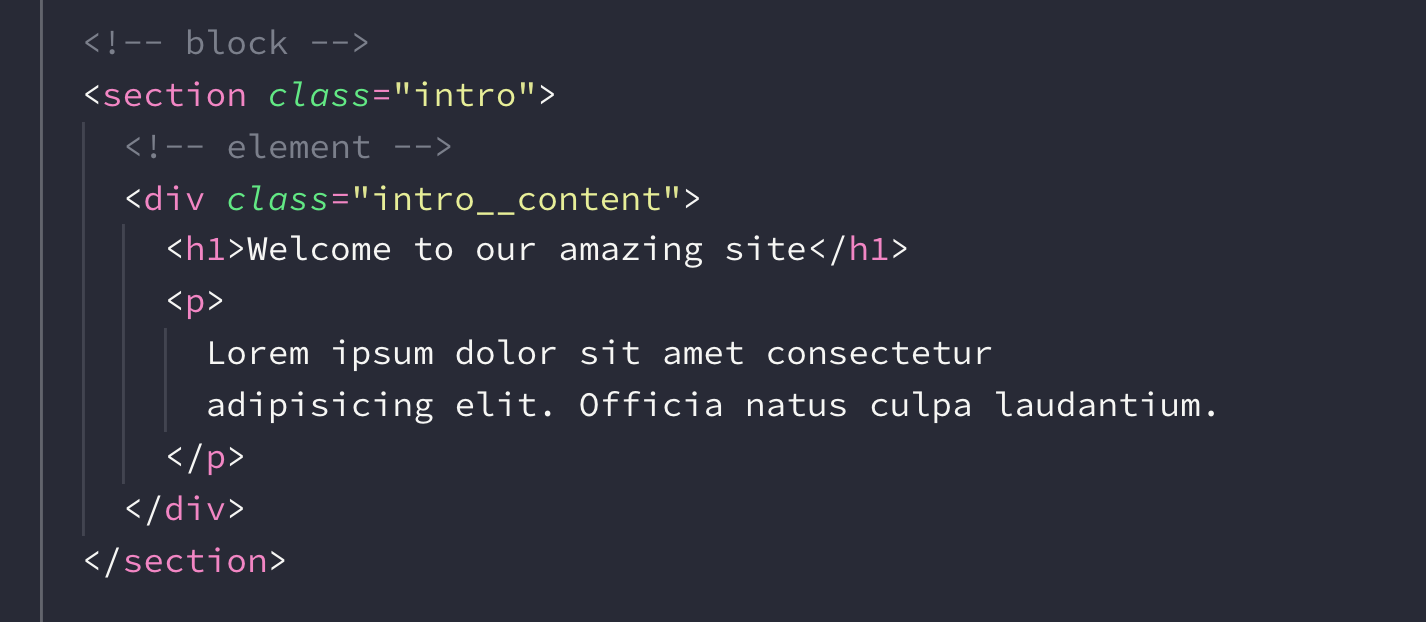 <!-- block -->
<section class="intro">
<!-- element -->
<div class="intro__content">
<h1>Welcome to our amazing site</h1>
<p>
Lorem ipsum dolor sit amet consectetur
adipisicing elit. Officia natus culpa laudantium.
</p>
</div>
</section>